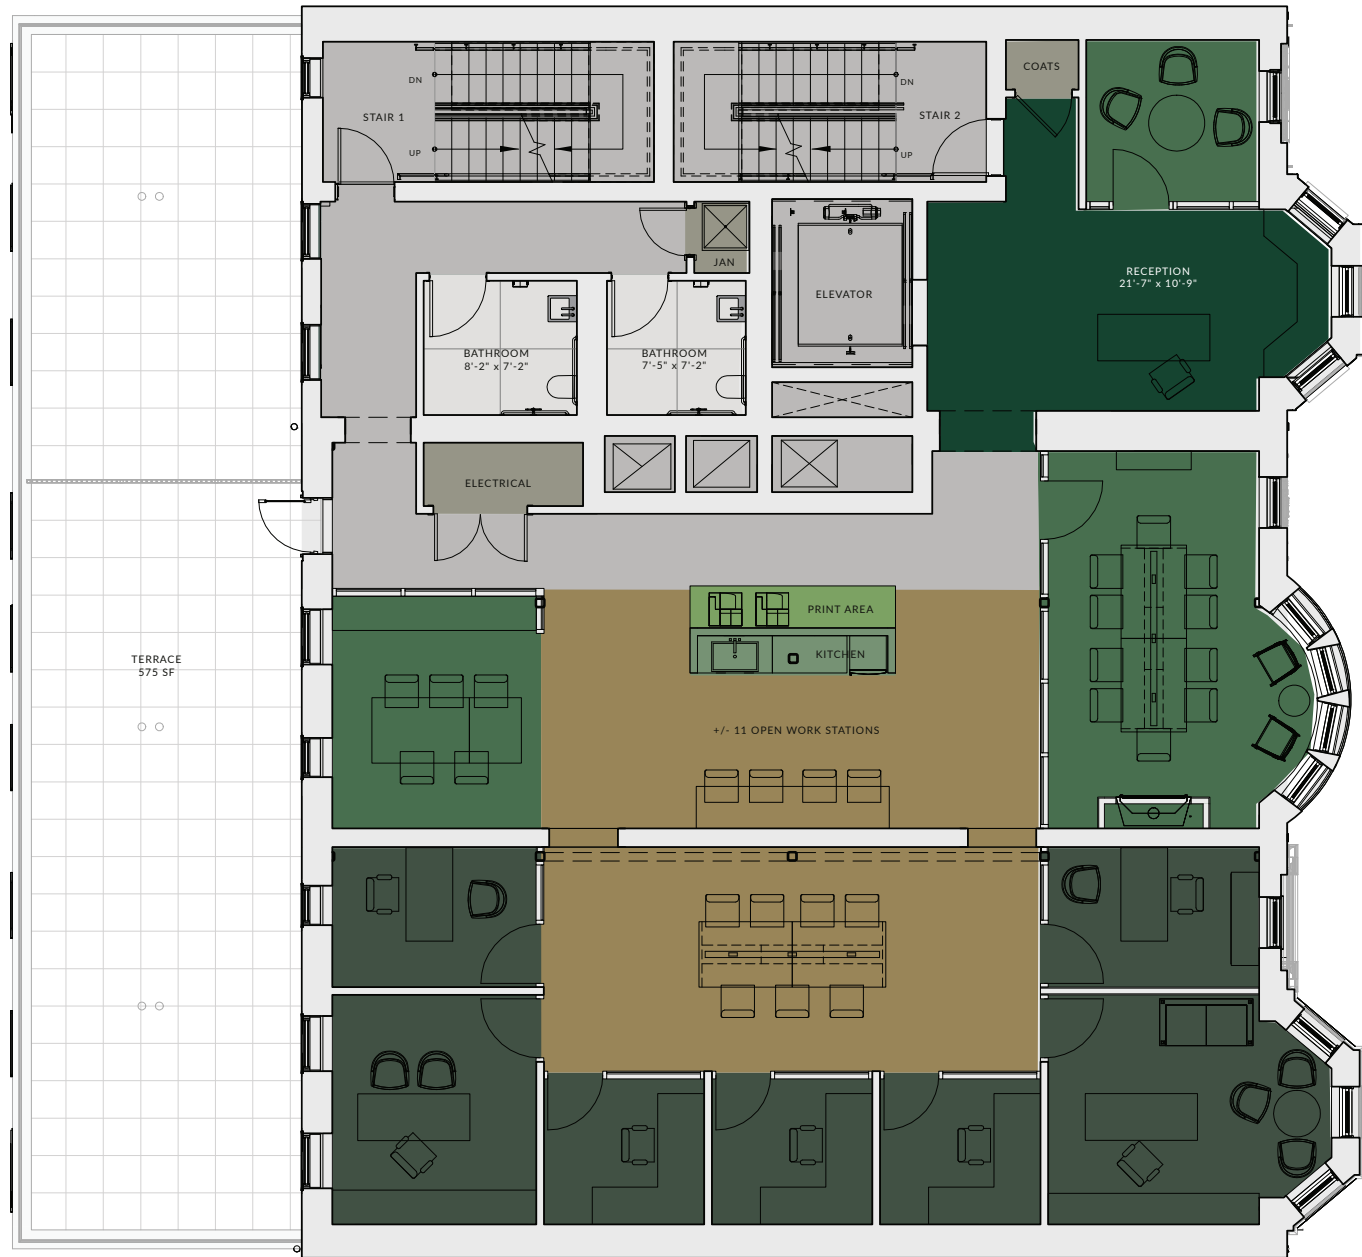 COATS
DN
DN
STAIR 1
STAIR 2
UP
UP
JAN
RECEPTION
21'-7" x 10'-9"
ELEVATOR
BATHROOM
8'-2" x 7'-2"
BATHROOM
7'-5" x 7'-2"
ELECTRICAL
PRINT AREA
KITCHEN
TERRACE
575 SF
+/- 11 OPEN WORK STATIONS